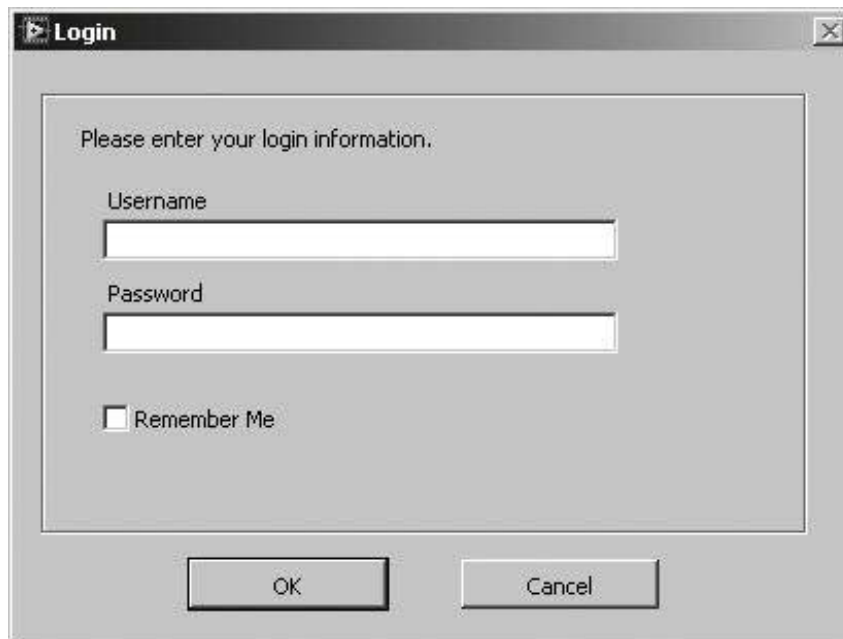 Login
Please enter your login information.
Username
Password
Remember Me
OK
Cancel